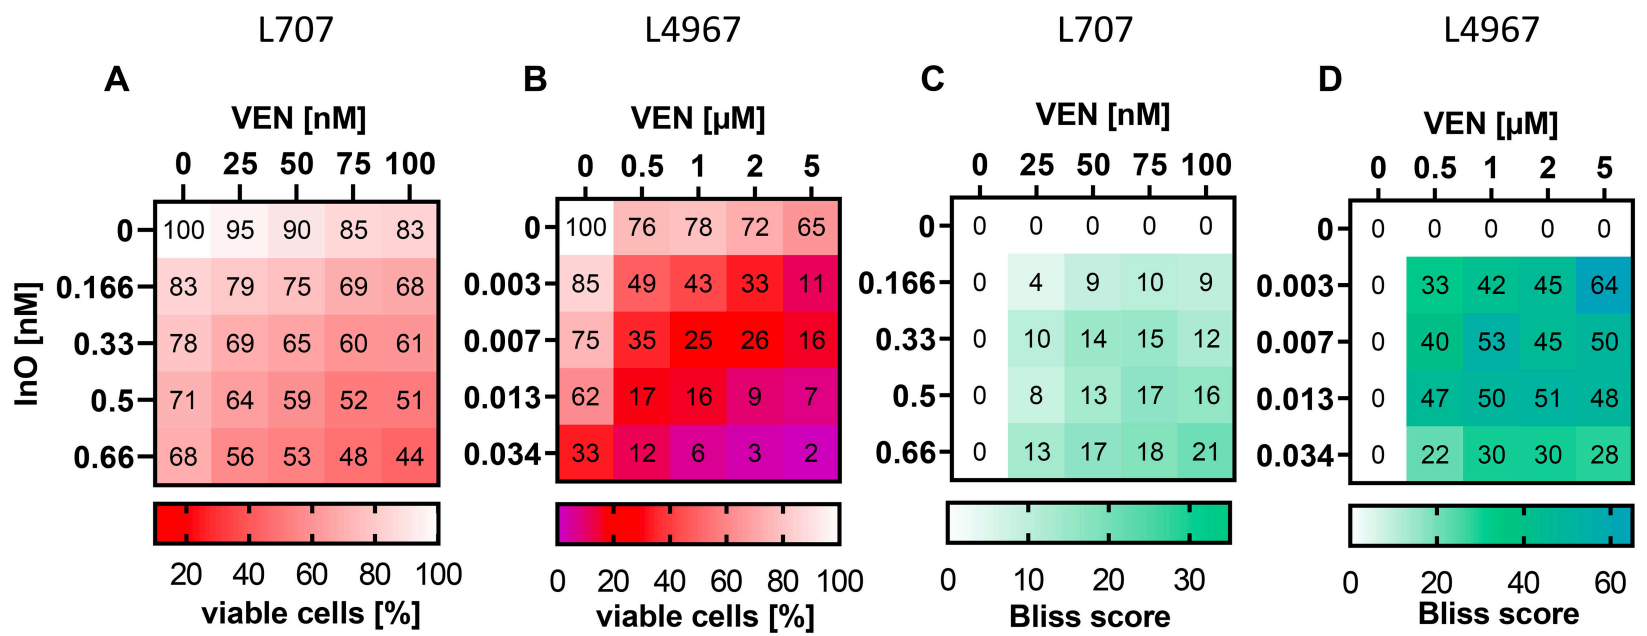 L707
L4967
L707
L4967
A
B
C
D
VEN [nM]
VEN [µM]
VEN [nM]
VEN [µM]
0 25 50 75 100
0 0.5 1 2 5
0 25 50 75 100
0 0.5 1 2 5
InO [nM]
0 100 95 90 85 83
0.166 83 79 75 69 68
0.33 78 69 65 60 61
0.5 71 64 59 52 51
0.66 68 56 53 48 44
0 100 76 78 72 65
0.003 85 49 43 33 11
0.007 75 35 25 26 16
0.013 62 17 16 9 7
0.034 33 12 6 3 2
0 0 0 0 0 0
0.166 0 4 9 10 9
0.33 0 10 14 15 12
0.5 0 8 13 17 16
0.66 0 13 17 18 21
0 0 0 0 0 0
0.003 0 33 42 45 64
0.007 0 40 53 45 50
0.013 0 47 50 51 48
0.034 0 22 30 30 28
20 40 60 80 100
viable cells [%]
0 20 40 60 80 100
viable cells [%]
0 10 20 30
Bliss score
0 20 40 60
Bliss score